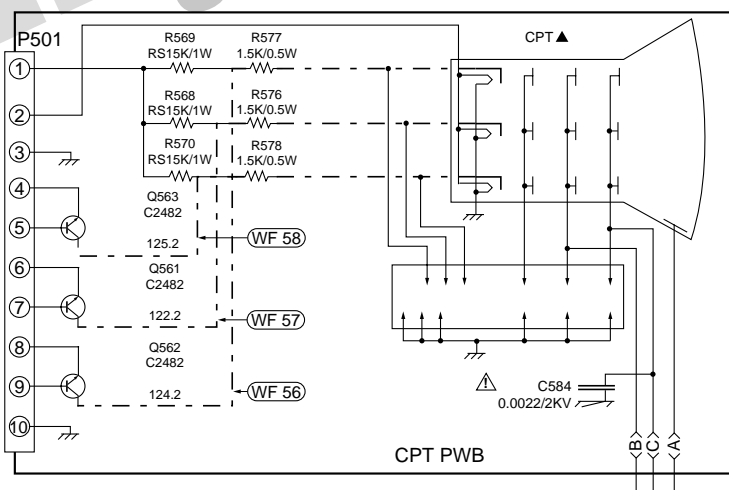 P501
R569
RS15K/1W
R577
1.5K/0.5W
CPT▲
1
R568
RS15K/1W
R576
1.5K/0.5W
2
R570
RS15K/1W
R578
1.5K/0.5W
3
4
Q563
C2482
5
125.2
WF 58
6
Q561
C2482
7
122.2
WF 57
8
Q562
C2482
9
124.2
WF 56
!
C584
0.0022/2KV
10
CPT PWB
B
C
A